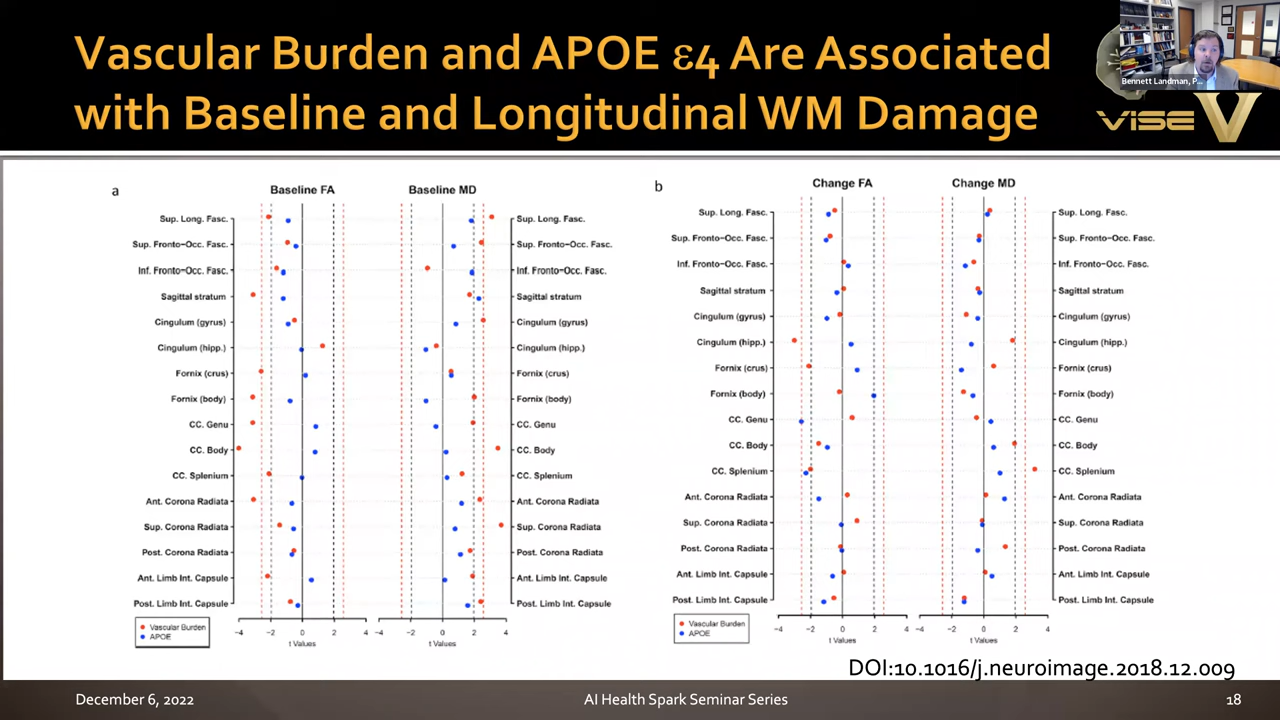 Vascular Burden and APOE ε4 Are Associated
with Baseline and Longitudinal WM Damage
Bennett Landman, P...
VISE V
a
Baseline FA
Baseline MD
Sup. Long. Fasc.
Sup. Fronto-Occ. Fasc.
Inf. Fronto-Occ. Fasc.
Sagittal stratum
Cingulum (gyrus)
Cingulum (hipp.)
Fornix (crus)
Fornix (body)
CC. Genu
CC. Body
CC. Splenium
Ant. Corona Radiata
Sup. Corona Radiata
Post. Corona Radiata
Ant. Limb Int. Capsule
Post. Limb Int. Capsule
Sup. Long. Fasc.
Sup. Fronto-Occ. Fasc.
Inf. Fronto-Occ. Fasc.
Sagittal stratum
Cingulum (gyrus)
Cingulum (hipp.)
Fornix (crus)
Fornix (body)
CC. Genu
CC. Body
CC. Splenium
Ant. Corona Radiata
Sup. Corona Radiata
Post. Corona Radiata
Ant. Limb Int. Capsule
Post. Limb Int. Capsule
−4 −2 0 2 4
t Values
−4 −2 0 2 4
t Values
Vascular Burden
APOE
b
Change FA
Change MD
Sup. Long. Fasc.
Sup. Fronto-Occ. Fasc.
Inf. Fronto-Occ. Fasc.
Sagittal stratum
Cingulum (gyrus)
Cingulum (hipp.)
Fornix (crus)
Fornix (body)
CC. Genu
CC. Body
CC. Splenium
Ant. Corona Radiata
Sup. Corona Radiata
Post. Corona Radiata
Ant. Limb Int. Capsule
Post. Limb Int. Capsule
Sup. Long. Fasc.
Sup. Fronto-Occ. Fasc.
Inf. Fronto-Occ. Fasc.
Sagittal stratum
Cingulum (gyrus)
Cingulum (hipp.)
Fornix (crus)
Fornix (body)
CC. Genu
CC. Body
CC. Splenium
Ant. Corona Radiata
Sup. Corona Radiata
Post. Corona Radiata
Ant. Limb Int. Capsule
Post. Limb Int. Capsule
−4 −2 0 2 4
t Values
−4 −2 0 2 4
t Values
Vascular Burden
APOE
DOI:10.1016/j.neuroimage.2018.12.009
December 6, 2022
AI Health Spark Seminar Series
18